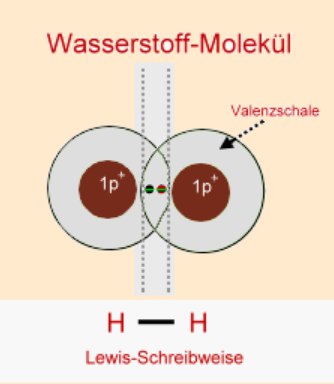 Wasserstoff-Molekül
Valenzschale
1p+ 1p+
H — H
Lewis-Schreibweise